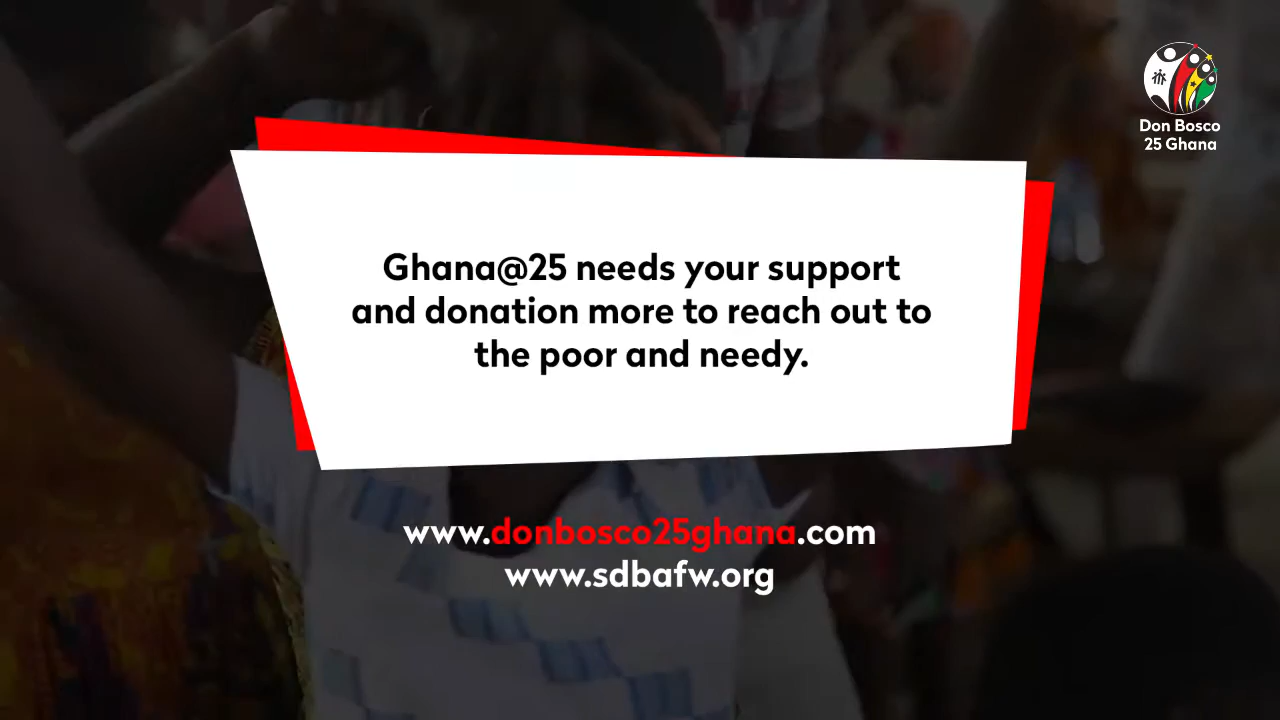 Don Bosco
25 Ghana
Ghana@25 needs your support
and donation more to reach out to
the poor and needy.
www.donbosco25ghana.com
www.sdbafw.org